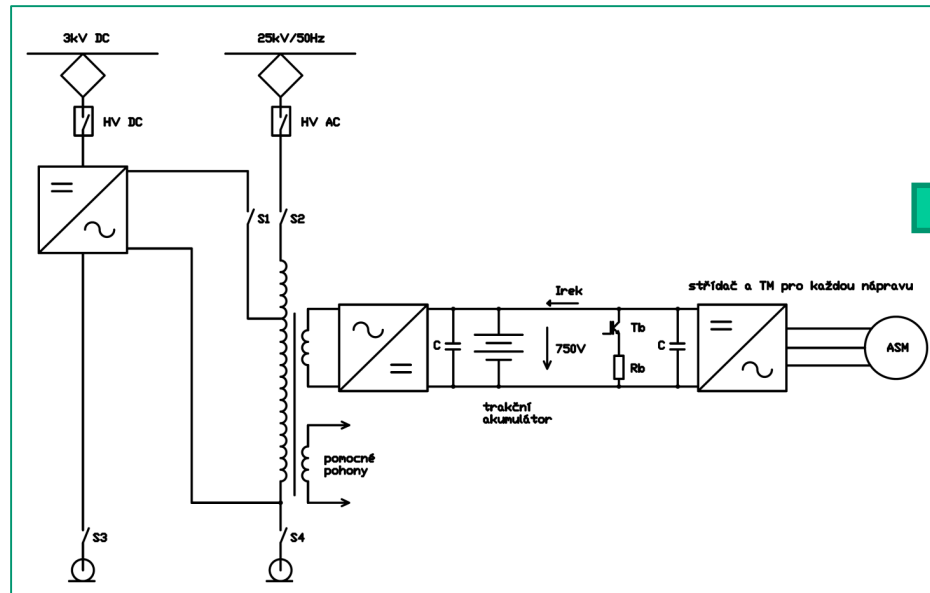 3kV DC
25kV/50Hz
HV DC
HV AC
S1
S2
Irek
střídač a TM pro každou nápravu
C
750V
Tb
Rb
C
ASM
trakční
akumulátor
pomocné
pohony
S3
S4